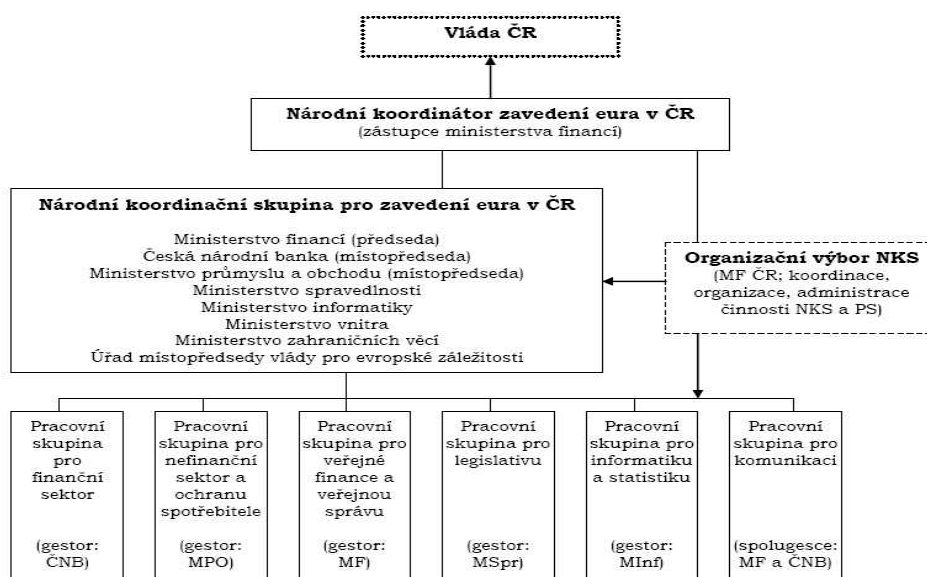 Vláda ČR
Národní koordinátor zavedení eura v ČR
(zástupce ministerstva financí)
Národní koordinační skupina pro zavedení eura v ČR
Ministerstvo financí (předseda)
Česká národní banka (místopředseda)
Ministerstvo průmyslu a obchodu (místopředseda)
Ministerstvo spravedlnosti
Ministerstvo informatiky
Ministerstvo vnitra
Ministerstvo zahraničních věcí
Úřad místopředsedy vlády pro evropské záležitosti
Organizační výbor NKS
(MF ČR; koordinace,
organizace, administrace
činnosti NKS a PS)
Pracovní
skupina
pro
finanční
sektor
(gestor:
ČNB)
Pracovní
skupina pro
nefinanční
sektor a
ochranu
spotřebitele
(gestor:
MPO)
Pracovní
skupina pro
veřejné
finance a
veřejnou
správu
(gestor:
MF)
Pracovní
skupina pro
legislativu
(gestor:
MSpr)
Pracovní
skupina pro
informatiku
a statistiku
(gestor:
MInf)
Pracovní
skupina pro
komunikaci
(spolugesce:
MF a ČNB)